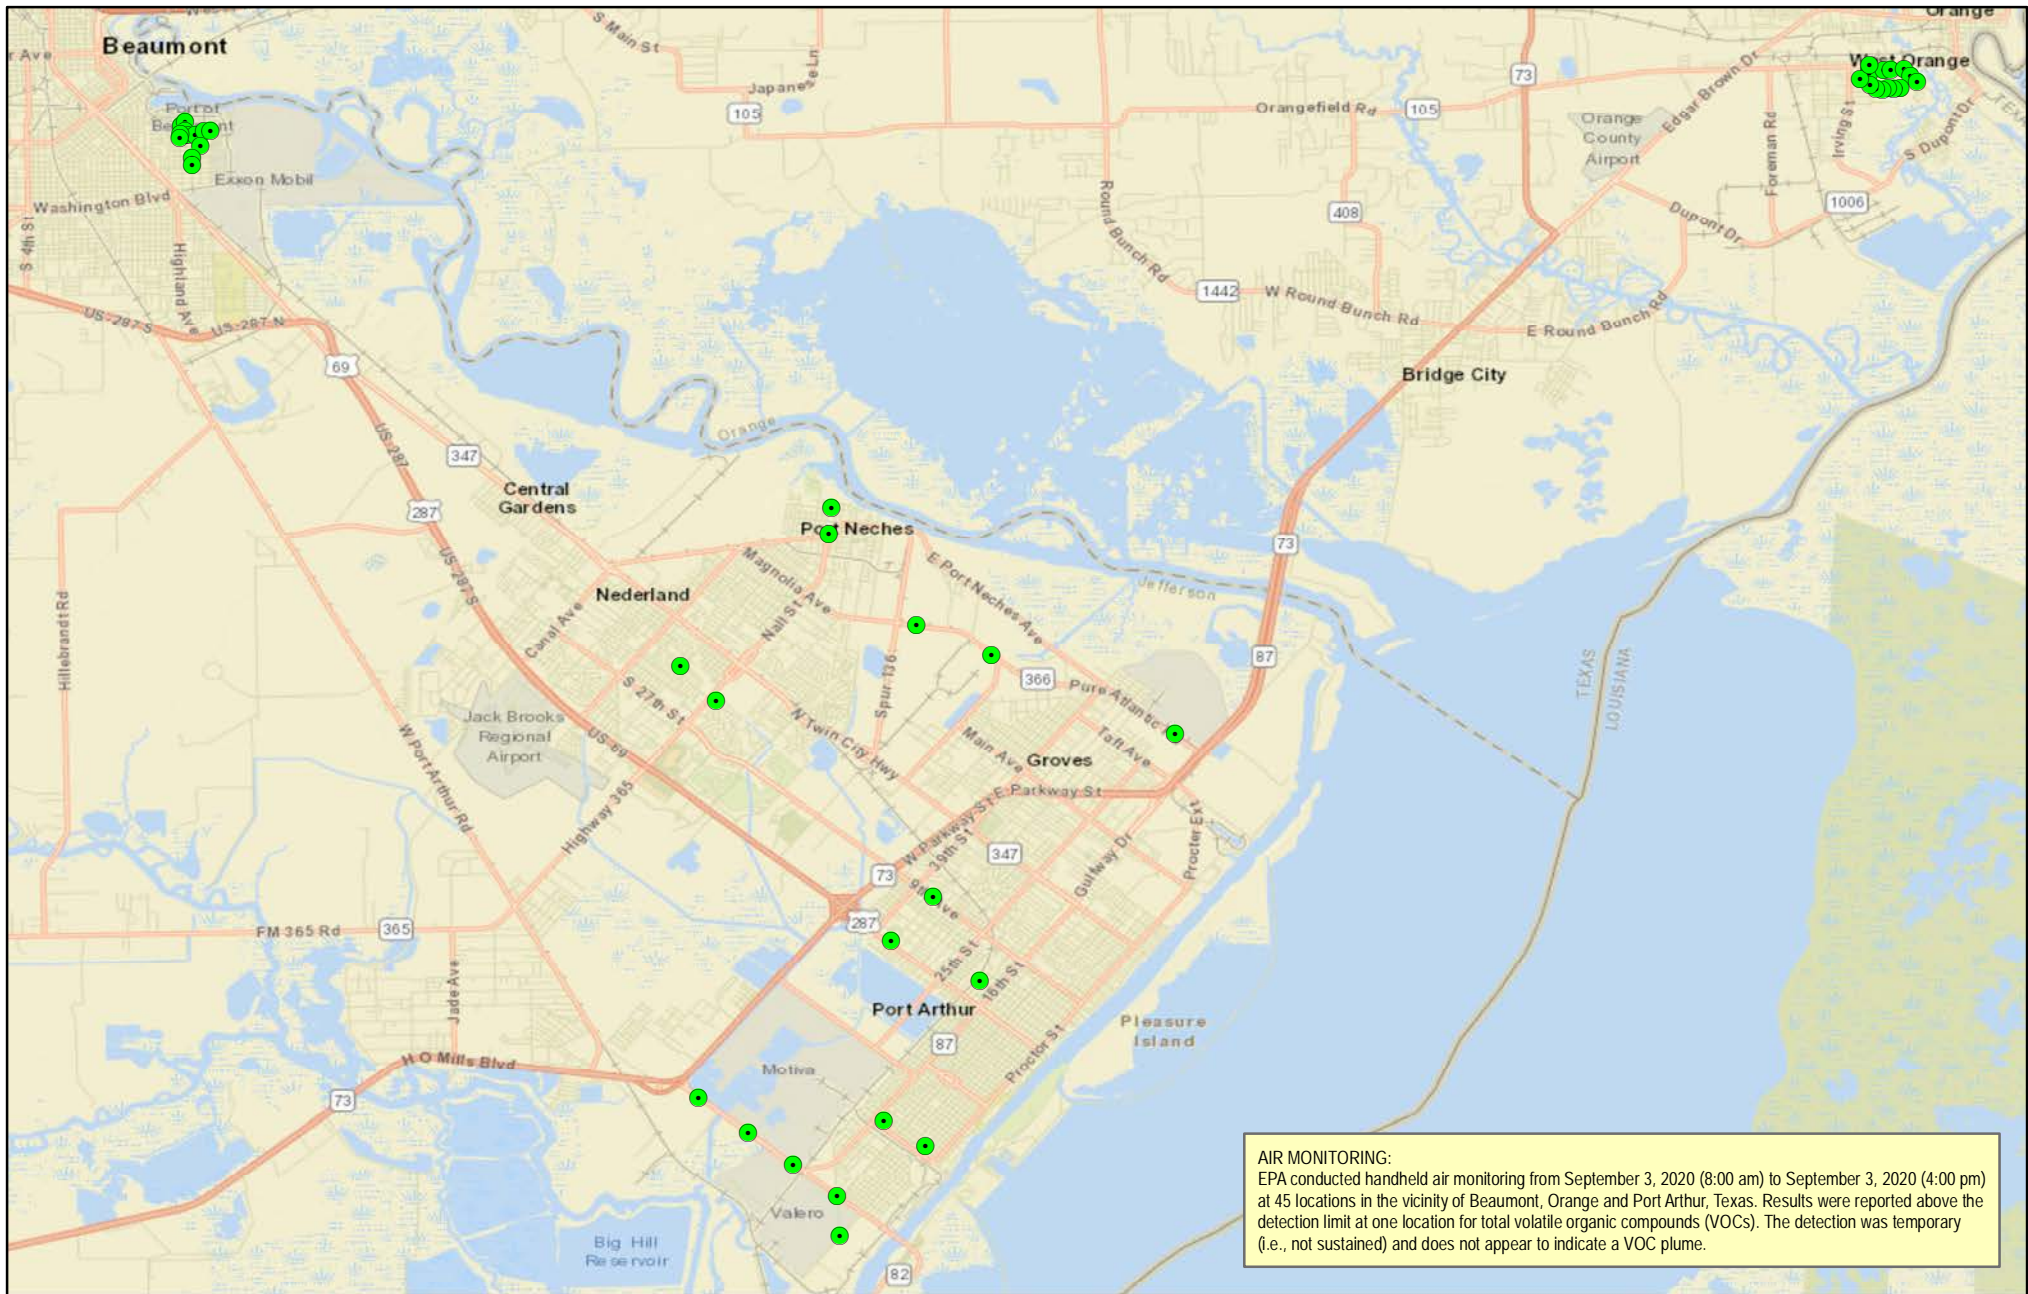 Beaumont
S Main St
Japanese Ln
105
Orangefield Rd
105
73
Edgar Brown Dr
Orange
West Orange
Orange
County
Airport
Foreman Rd
Irving St
S Dupont Dr
1006
Dupont Dr
Port of
Beaumont
Exxon Mobil
Washington Blvd
S 4th St
Highland Ave
US-287 S
US-287 N
69
Round Bunch Rd
408
1442
W Round Bunch Rd
E Round Bunch Rd
Bridge City
US-287
347
287
US-287 S
Central
Gardens
Orange
Port Neches
Magnolia Ave
E Port Neches Ave
Jefferson
73
87
Nederland
Canal Ave
Nall St
Hillebrandt Rd
S 27th St
Spur 136
366
Pure Atlantic
Jack Brooks
Regional
Airport
US-69
N Twin City Hwy
Main Ave
Taft Ave
Groves
E Parkway St
W Parkway St
39th St
W Port Arthur Rd
Highway 365
347
73
9th Ave
Gulfway Dr
Procter Ext
TEXAS
LOUISIANA
FM 365 Rd
365
287
Jade Ave
25th St
16th St
Port Arthur
87
Proctor St
Pleasure
Island
H O Mills Blvd
73
Motiva
Valero
Big Hill
Reservoir
82
AIR MONITORING:
EPA conducted handheld air monitoring from September 3, 2020 (8:00 am) to September 3, 2020 (4:00 pm)
at 45 locations in the vicinity of Beaumont, Orange and Port Arthur, Texas. Results were reported above the
detection limit at one location for total volatile organic compounds (VOCs). The detection was temporary
(i.e., not sustained) and does not appear to indicate a VOC plume.